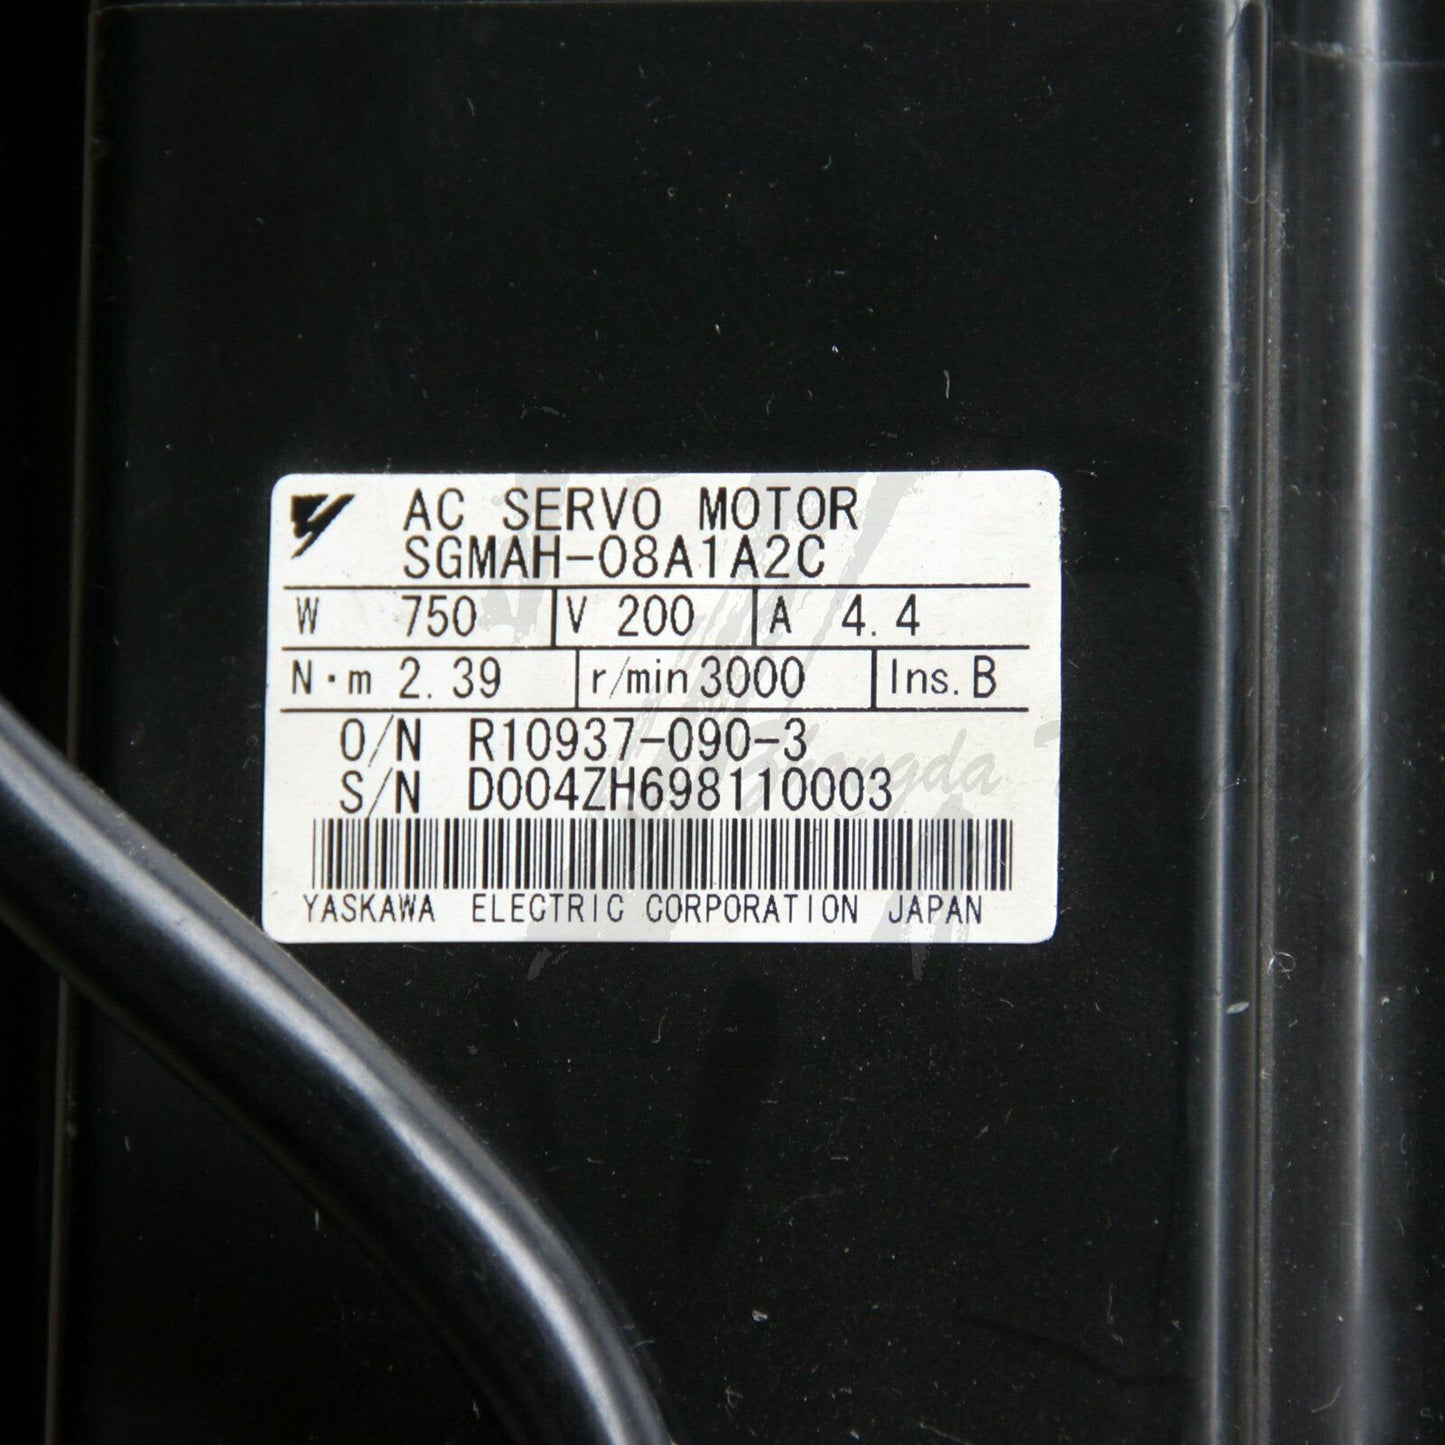 AC SERVO MOTOR
SGMAH-08A1A2C
W 750 V 200 A 4.4
N·m 2.39 r/min 3000 Ins. B
O/N R10937-090-3
S/N D004ZH698110003
YASKAWA ELECTRIC CORPORATION JAPAN